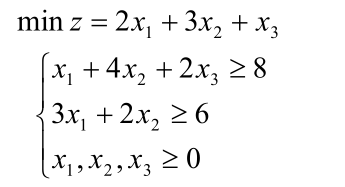 min z = 2x₁ + 3x₂ + x₃
x₁ + 4x₂ + 2x₃ ≥ 8
3x₁ + 2x₂ ≥ 6
x₁, x₂, x₃ ≥ 0